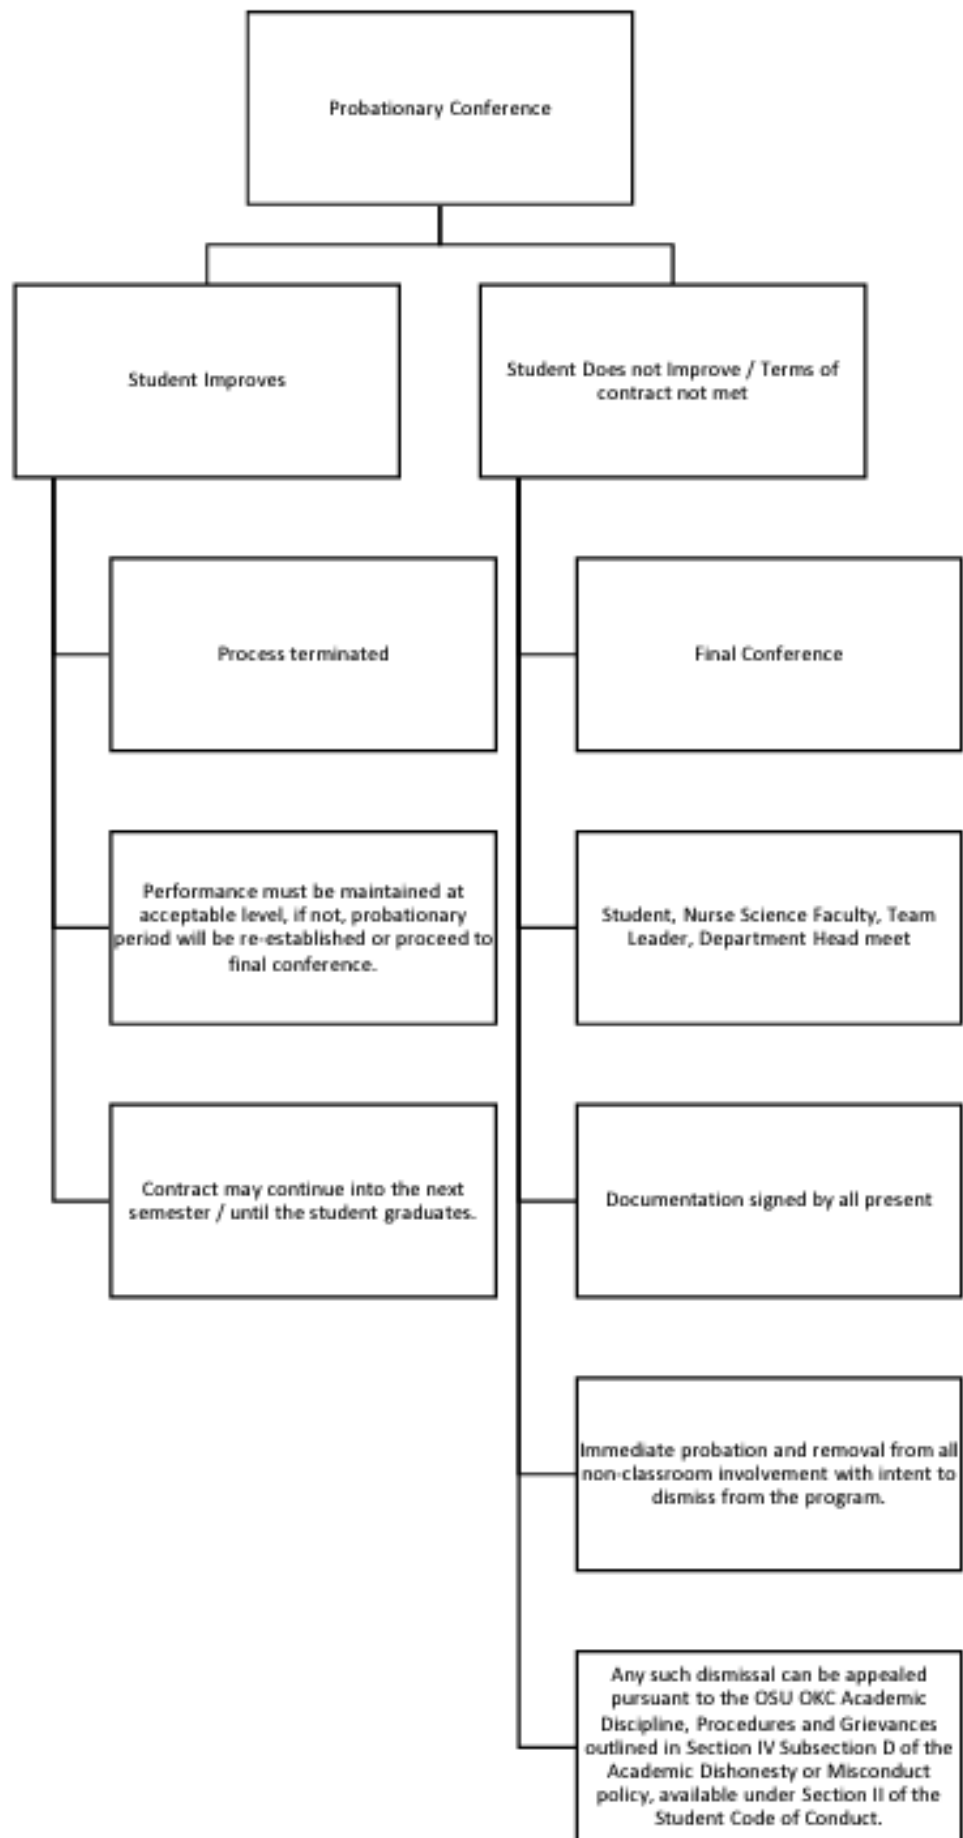 Probationary Conference
Student Improves
Student Does not Improve / Terms of
contract not met
Process terminated
Performance must be maintained at
acceptable level, if not, probationary
period will be re-established or proceed to
final conference.
Contract may continue into the next
semester / until the student graduates.
Final Conference
Student, Nurse Science Faculty, Team
Leader, Department Head meet
Documentation signed by all present
Immediate probation and removal from all
non-classroom involvement with intent to
dismiss from the program.
Any such dismissal can be appealed
pursuant to the OSU OKC Academic
Discipline, Procedures and Grievances
outlined in Section IV Subsection D of the
Academic Dishonesty or Misconduct
policy, available under Section II of the
Student Code of Conduct.